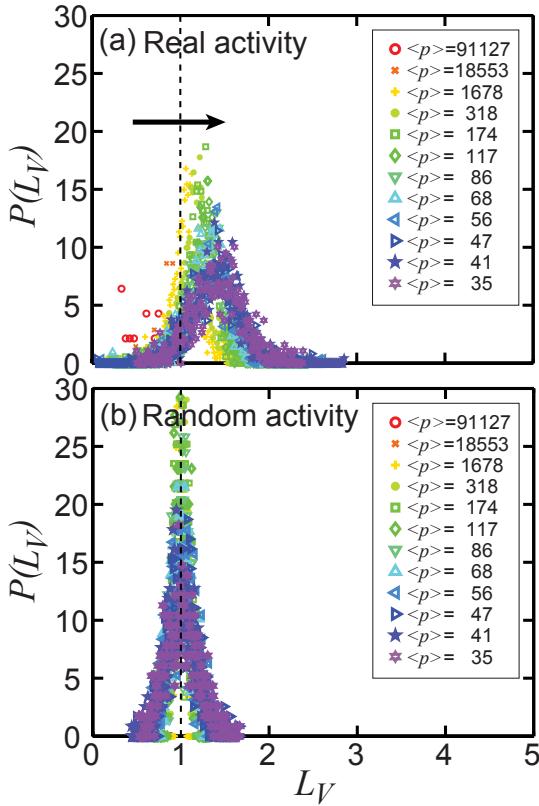 (a) Real activity
P(L_V)
30
25
20
15
10
5
0
<p>=91127
<p>=18553
<p>= 1678
<p>= 318
<p>= 174
<p>= 117
<p>= 86
<p>= 68
<p>= 56
<p>= 47
<p>= 41
<p>= 35
(b) Random activity
P(L_V)
30
25
20
15
10
5
0
<p>=91127
<p>=18553
<p>= 1678
<p>= 318
<p>= 174
<p>= 117
<p>= 86
<p>= 68
<p>= 56
<p>= 47
<p>= 41
<p>= 35
0 1 2 3 4 5
L_V